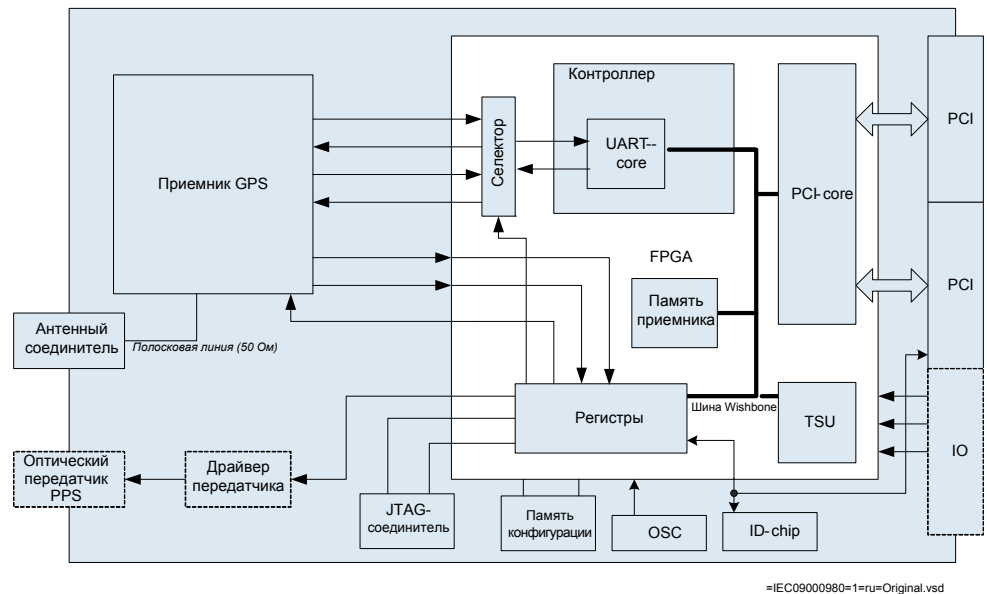 Контроллер
Селектор
UART--
core
PCI
Приемник GPS
PCI-core
FPGA
Память
приемника
PCI
Антенный
соединитель
Полосковая линия (50 Ом)
Регистры
Шина Wishbone
TSU
IO
Оптический
передатчик
PPS
Драйвер
передатчика
JTAG-
соединитель
Память
конфигурации
OSC
ID-chip
=IEC09000980=1=ru=Original.vsd